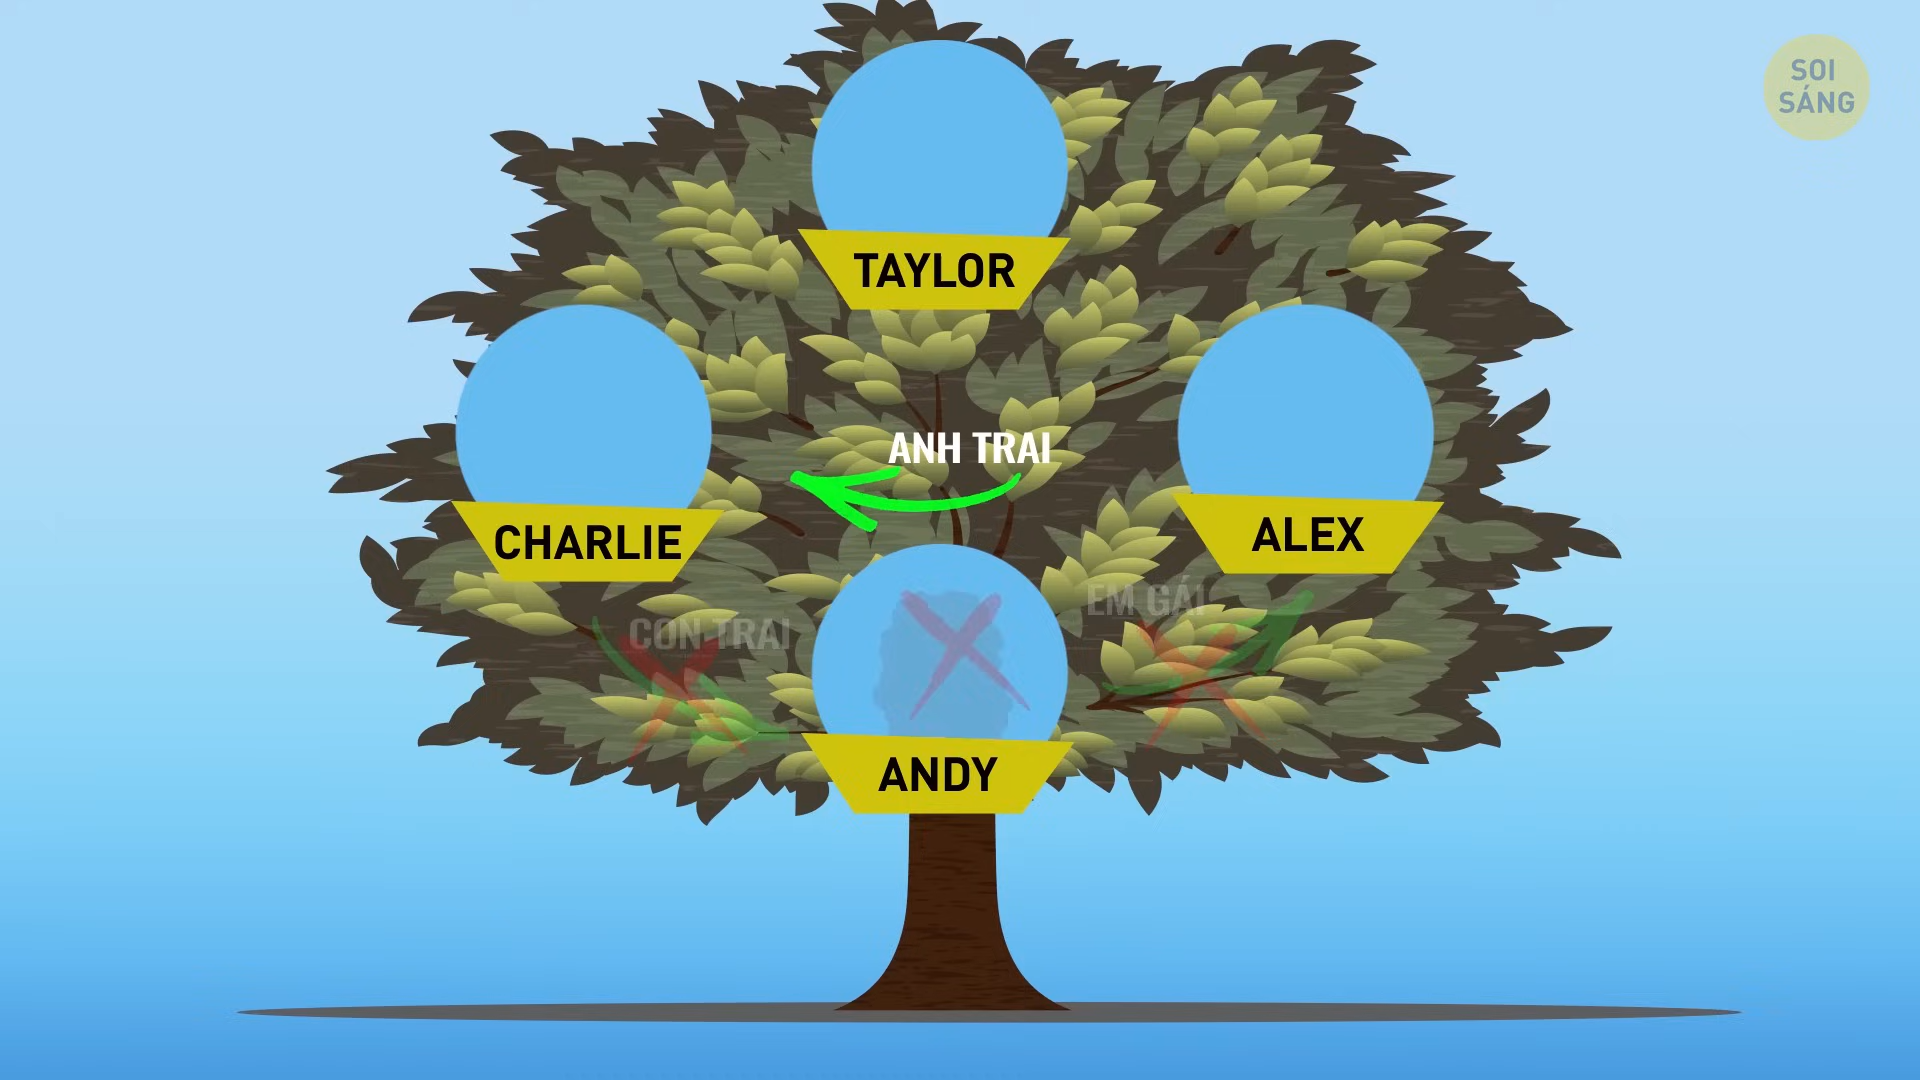 SOI
SÁNG
TAYLOR
ANH TRAI
CHARLIE
ALEX
EM GÁI
CON TRAI
ANDY